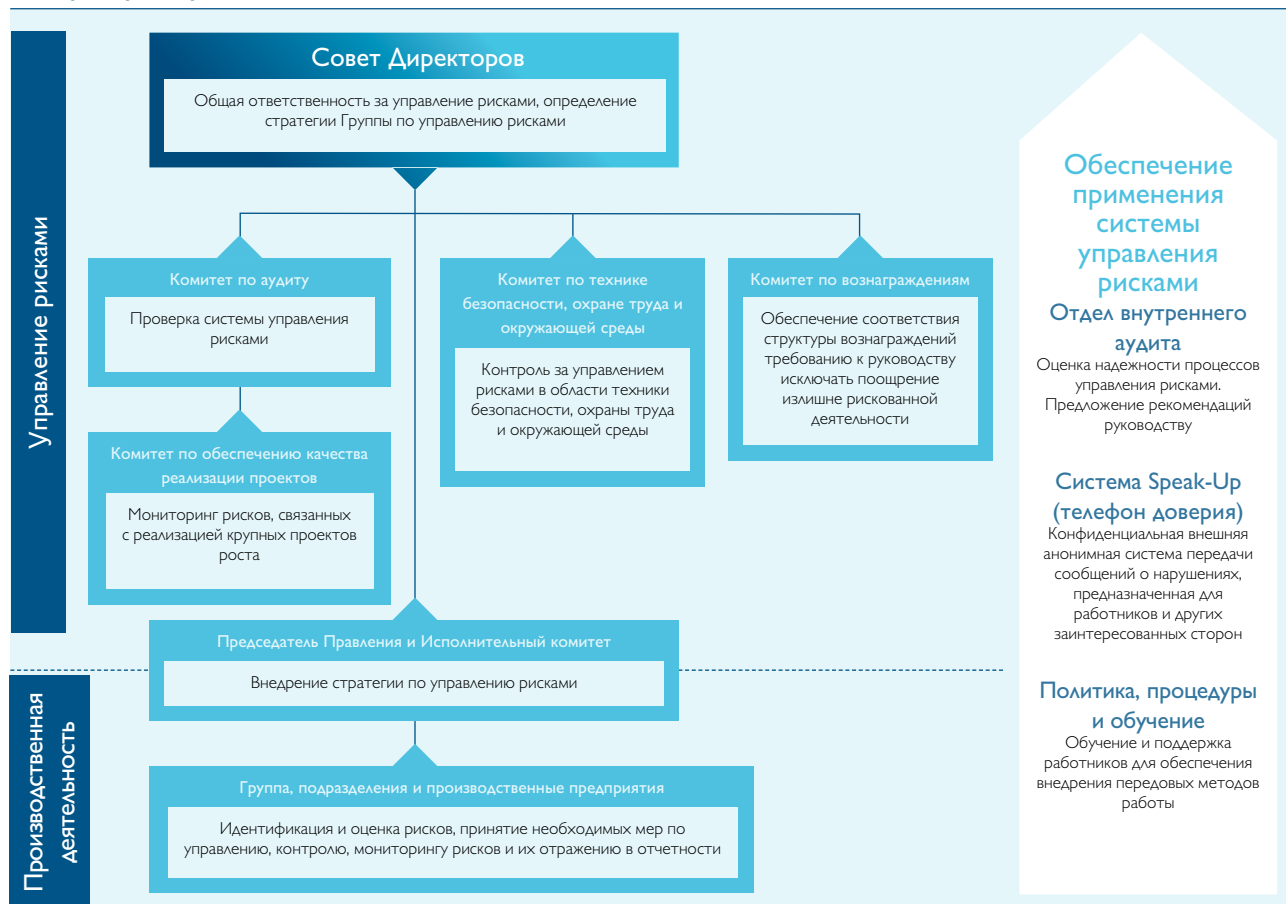 Управление рисками
Совет Директоров
Общая ответственность за управление рисками, определение
стратегии Группы по управлению рисками
Комитет по аудиту
Проверка системы управления
рисками
Комитет по технике
безопасности, охране труда и
окружающей среды
Контроль за управлением
рисками в области техники
безопасности, охраны труда
и окружающей среды
Комитет по вознаграждениям
Обеспечение соответствия
структуры вознаграждений
требованию к руководству
исключать поощрение
излишне рискованной
деятельности
Комитет по обеспечению качества
реализации проектов
Мониторинг рисков, связанных
с реализацией крупных проектов
роста
Председатель Правления и Исполнительный комитет
Внедрение стратегии по управлению рисками
Производственная
деятельность
Группа, подразделения и производственные предприятия
Идентификация и оценка рисков, принятие необходимых мер по
управлению, контролю, мониторингу рисков и их отражению в отчетности
Обеспечение
применения
системы
управления
рисками
Отдел внутреннего
аудита
Оценка надежности процессов
управления рисками.
Предложение рекомендаций
руководству
Система Speak-Up
(телефон доверия)
Конфиденциальная внешняя
анонимная система передачи
сообщений о нарушениях,
предназначенная для
работников и других
заинтересованных сторон
Политика, процедуры
и обучение
Обучение и поддержка
работников для обеспечения
внедрения передовых методов
работы